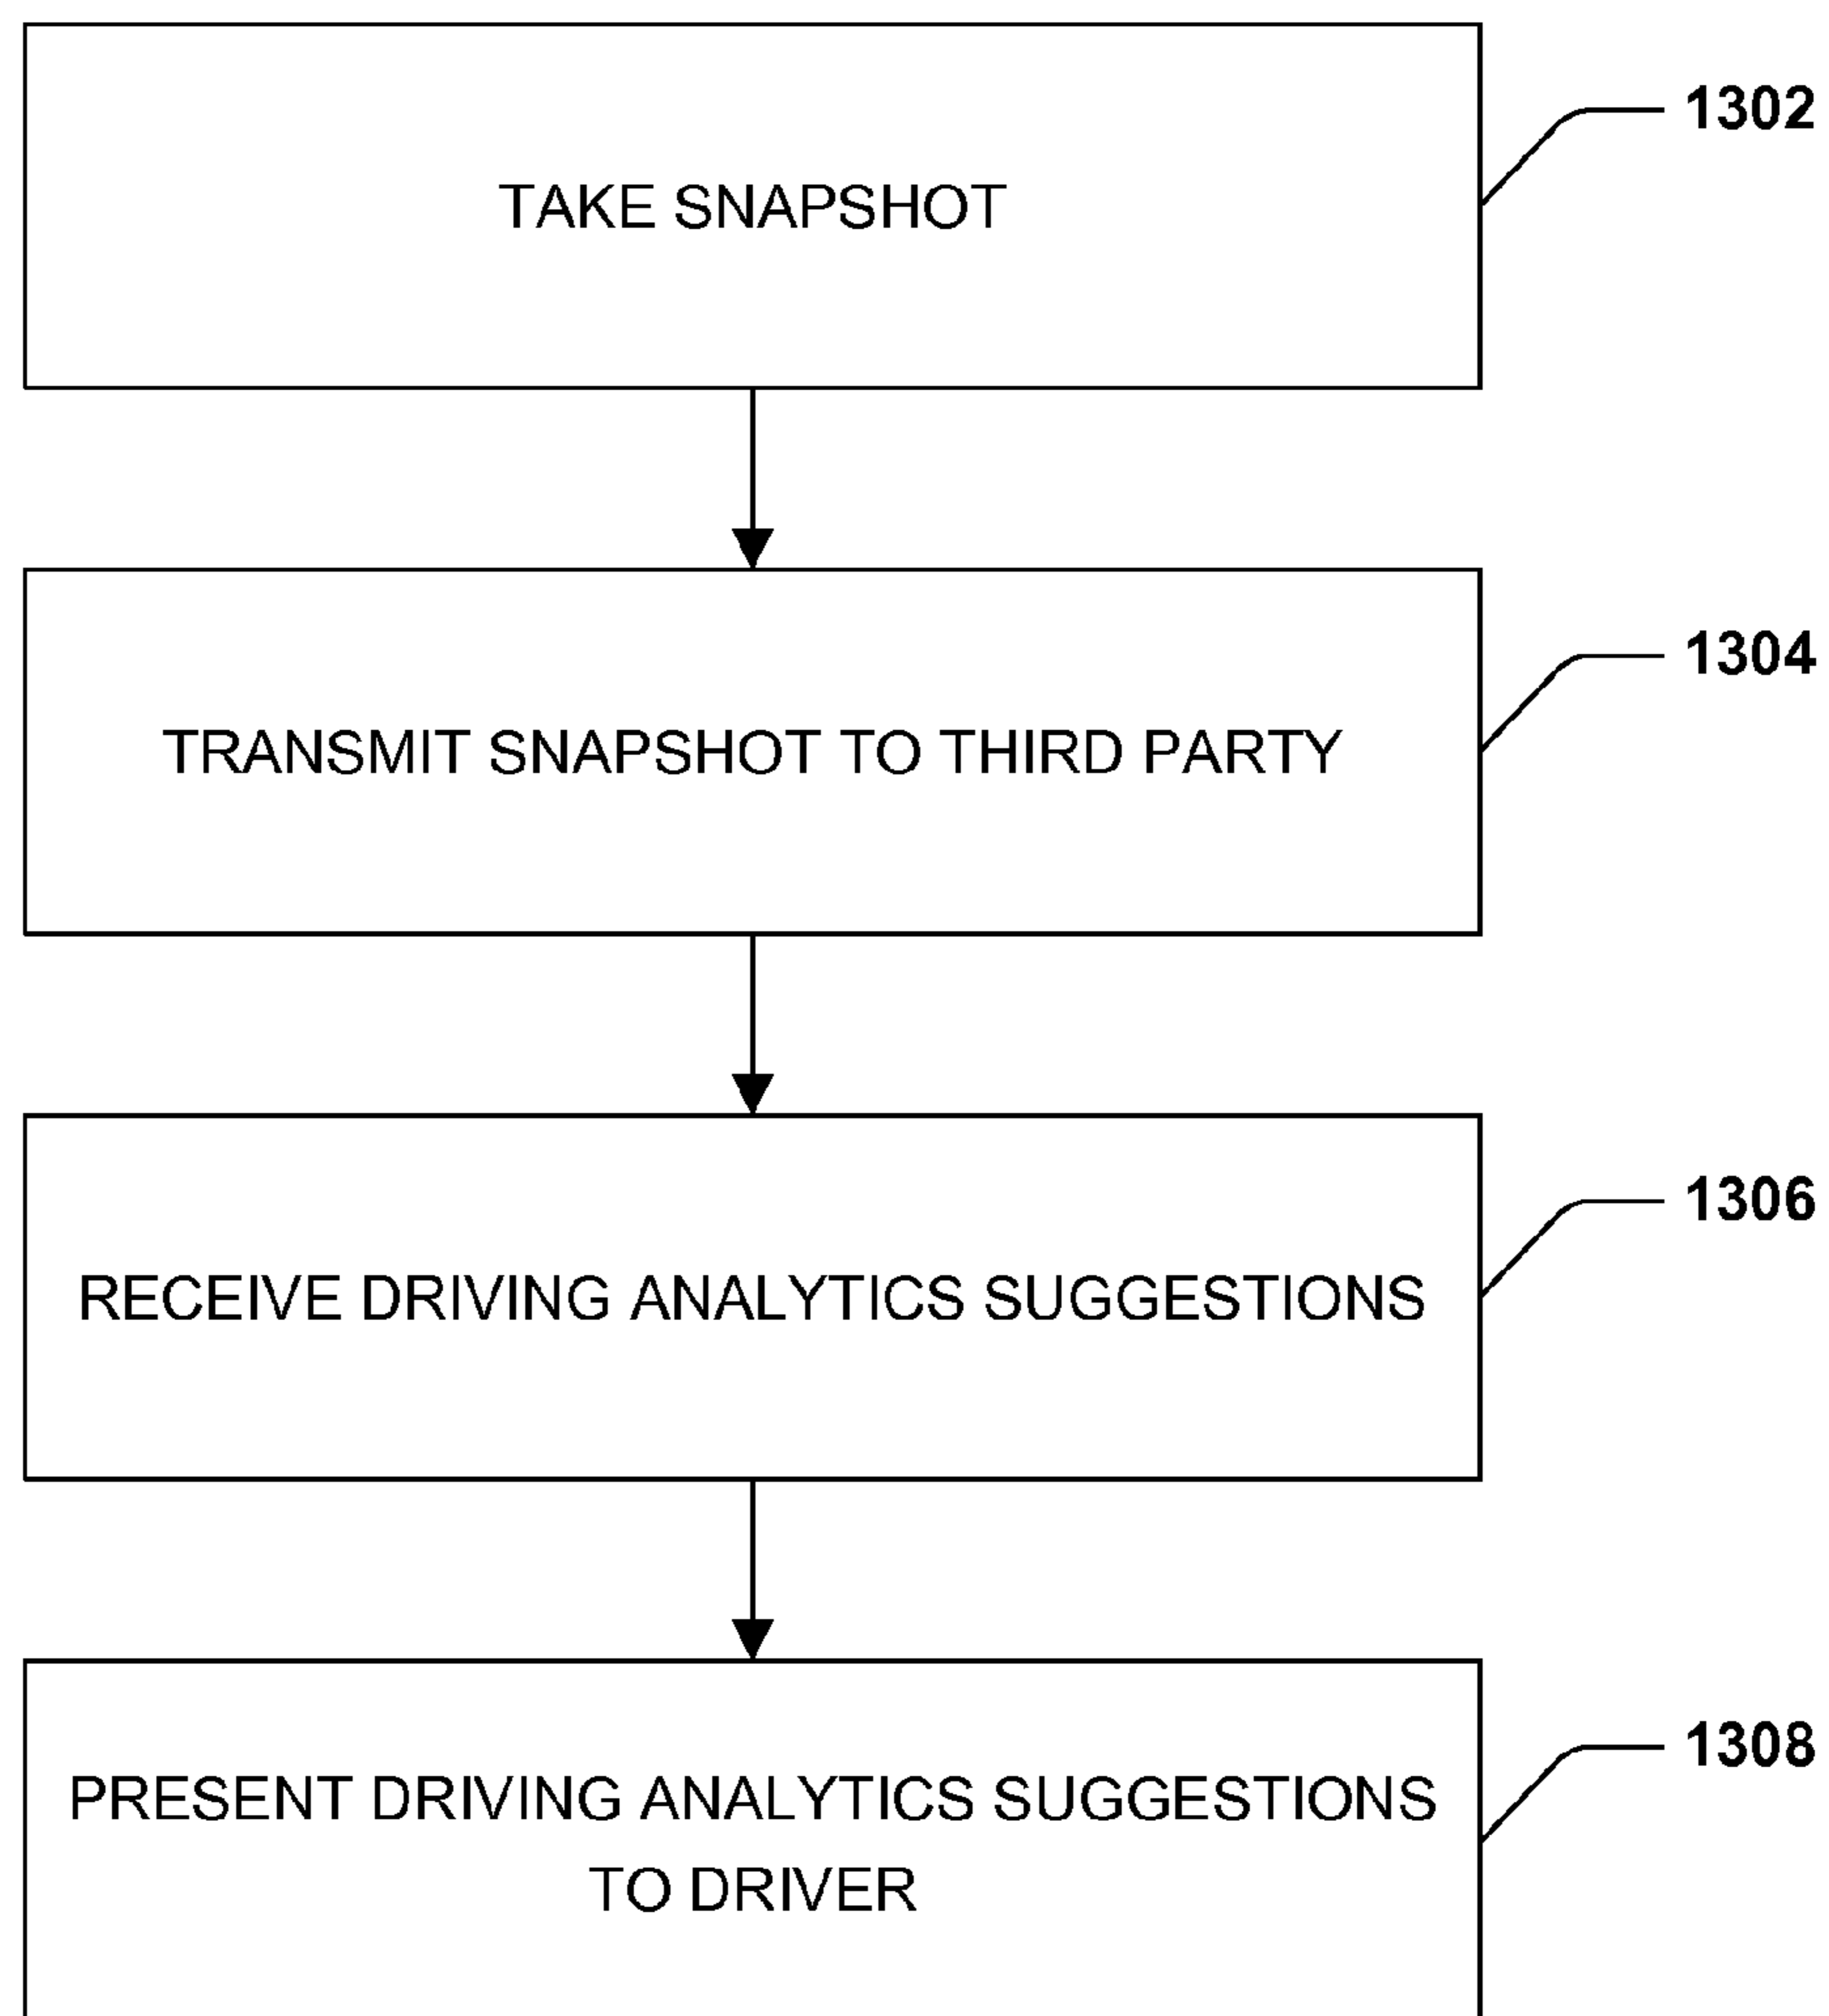 TAKE SNAPSHOT
1302
TRANSMIT SNAPSHOT TO THIRD PARTY
1304
RECEIVE DRIVING ANALYTICS SUGGESTIONS
1306
PRESENT DRIVING ANALYTICS SUGGESTIONS
TO DRIVER
1308